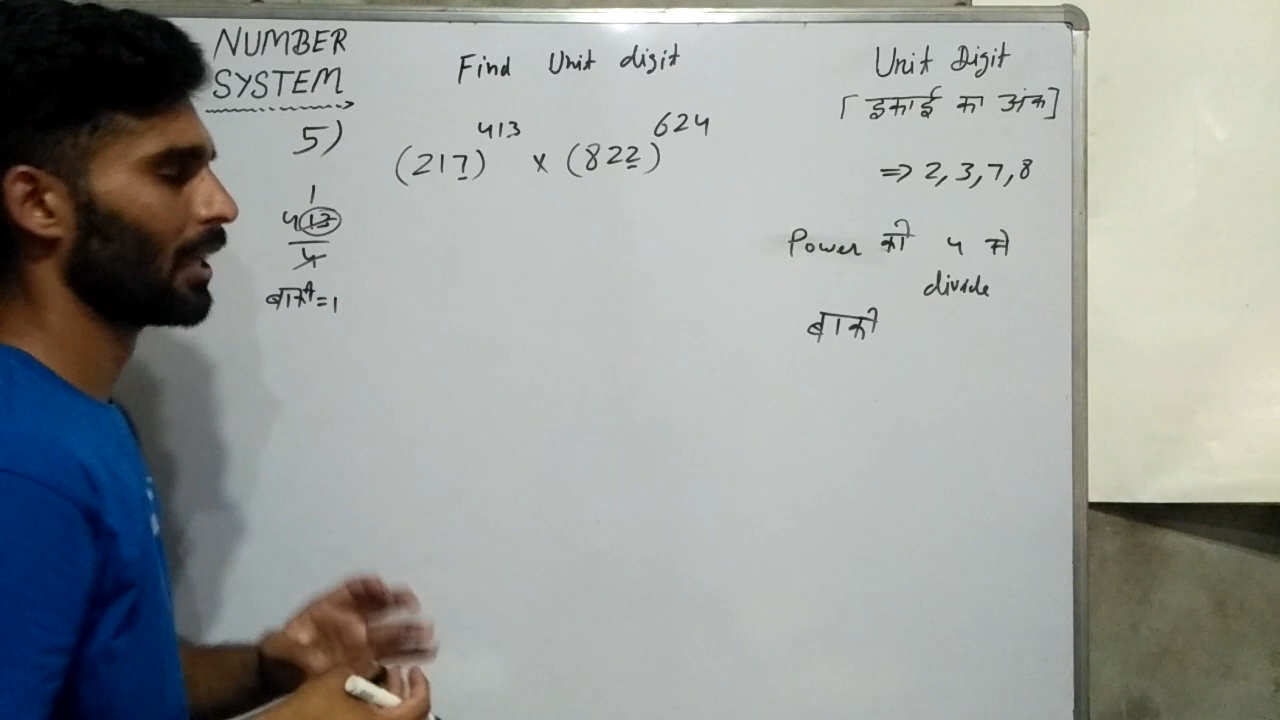 NUMBER
SYSTEM
5)
1
413
4
बाकी = 1
Find Unit digit
(217)^413 x (822)^624
Unit Digit
[इकाई का अंक]
⇒ 2, 3, 7, 8
Power को 4 से
divide
बाकी